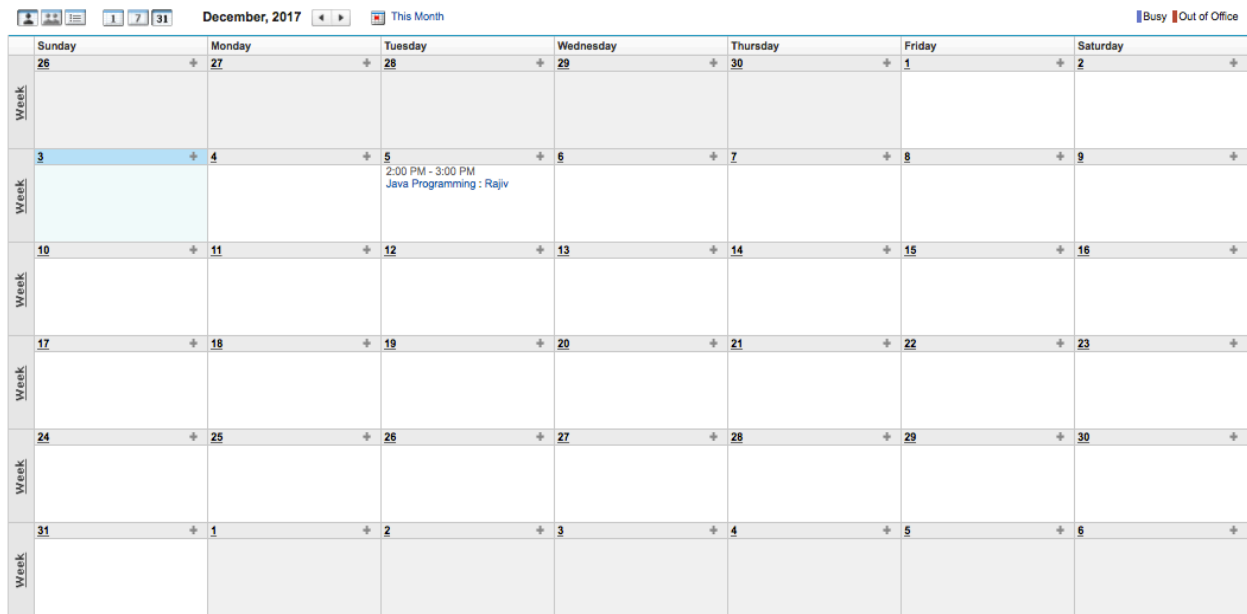 1 7 31 December, 2017 This Month Busy Out of Office
Sunday Monday Tuesday Wednesday Thursday Friday Saturday
Week
26 + 27 + 28 + 29 + 30 + 1 + 2 +
Week
3 + 4 + 5 + 6 + 7 + 8 + 9 +
2:00 PM - 3:00 PM
Java Programming : Rajiv
Week
10 + 11 + 12 + 13 + 14 + 15 + 16 +
Week
17 + 18 + 19 + 20 + 21 + 22 + 23 +
Week
24 + 25 + 26 + 27 + 28 + 29 + 30 +
Week
31 + 1 + 2 + 3 + 4 + 5 + 6 +